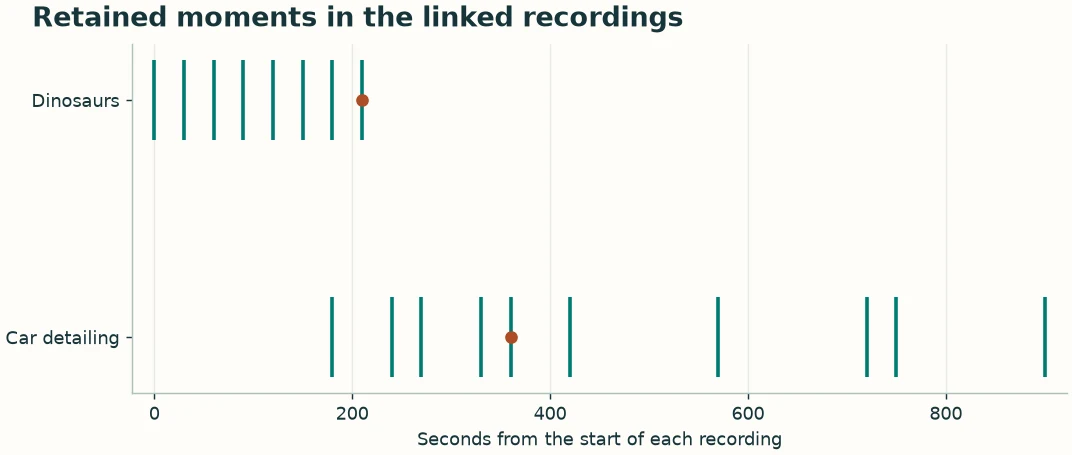 Retained moments in the linked recordings
Dinosaurs
Car detailing
0 200 400 600 800
Seconds from the start of each recording